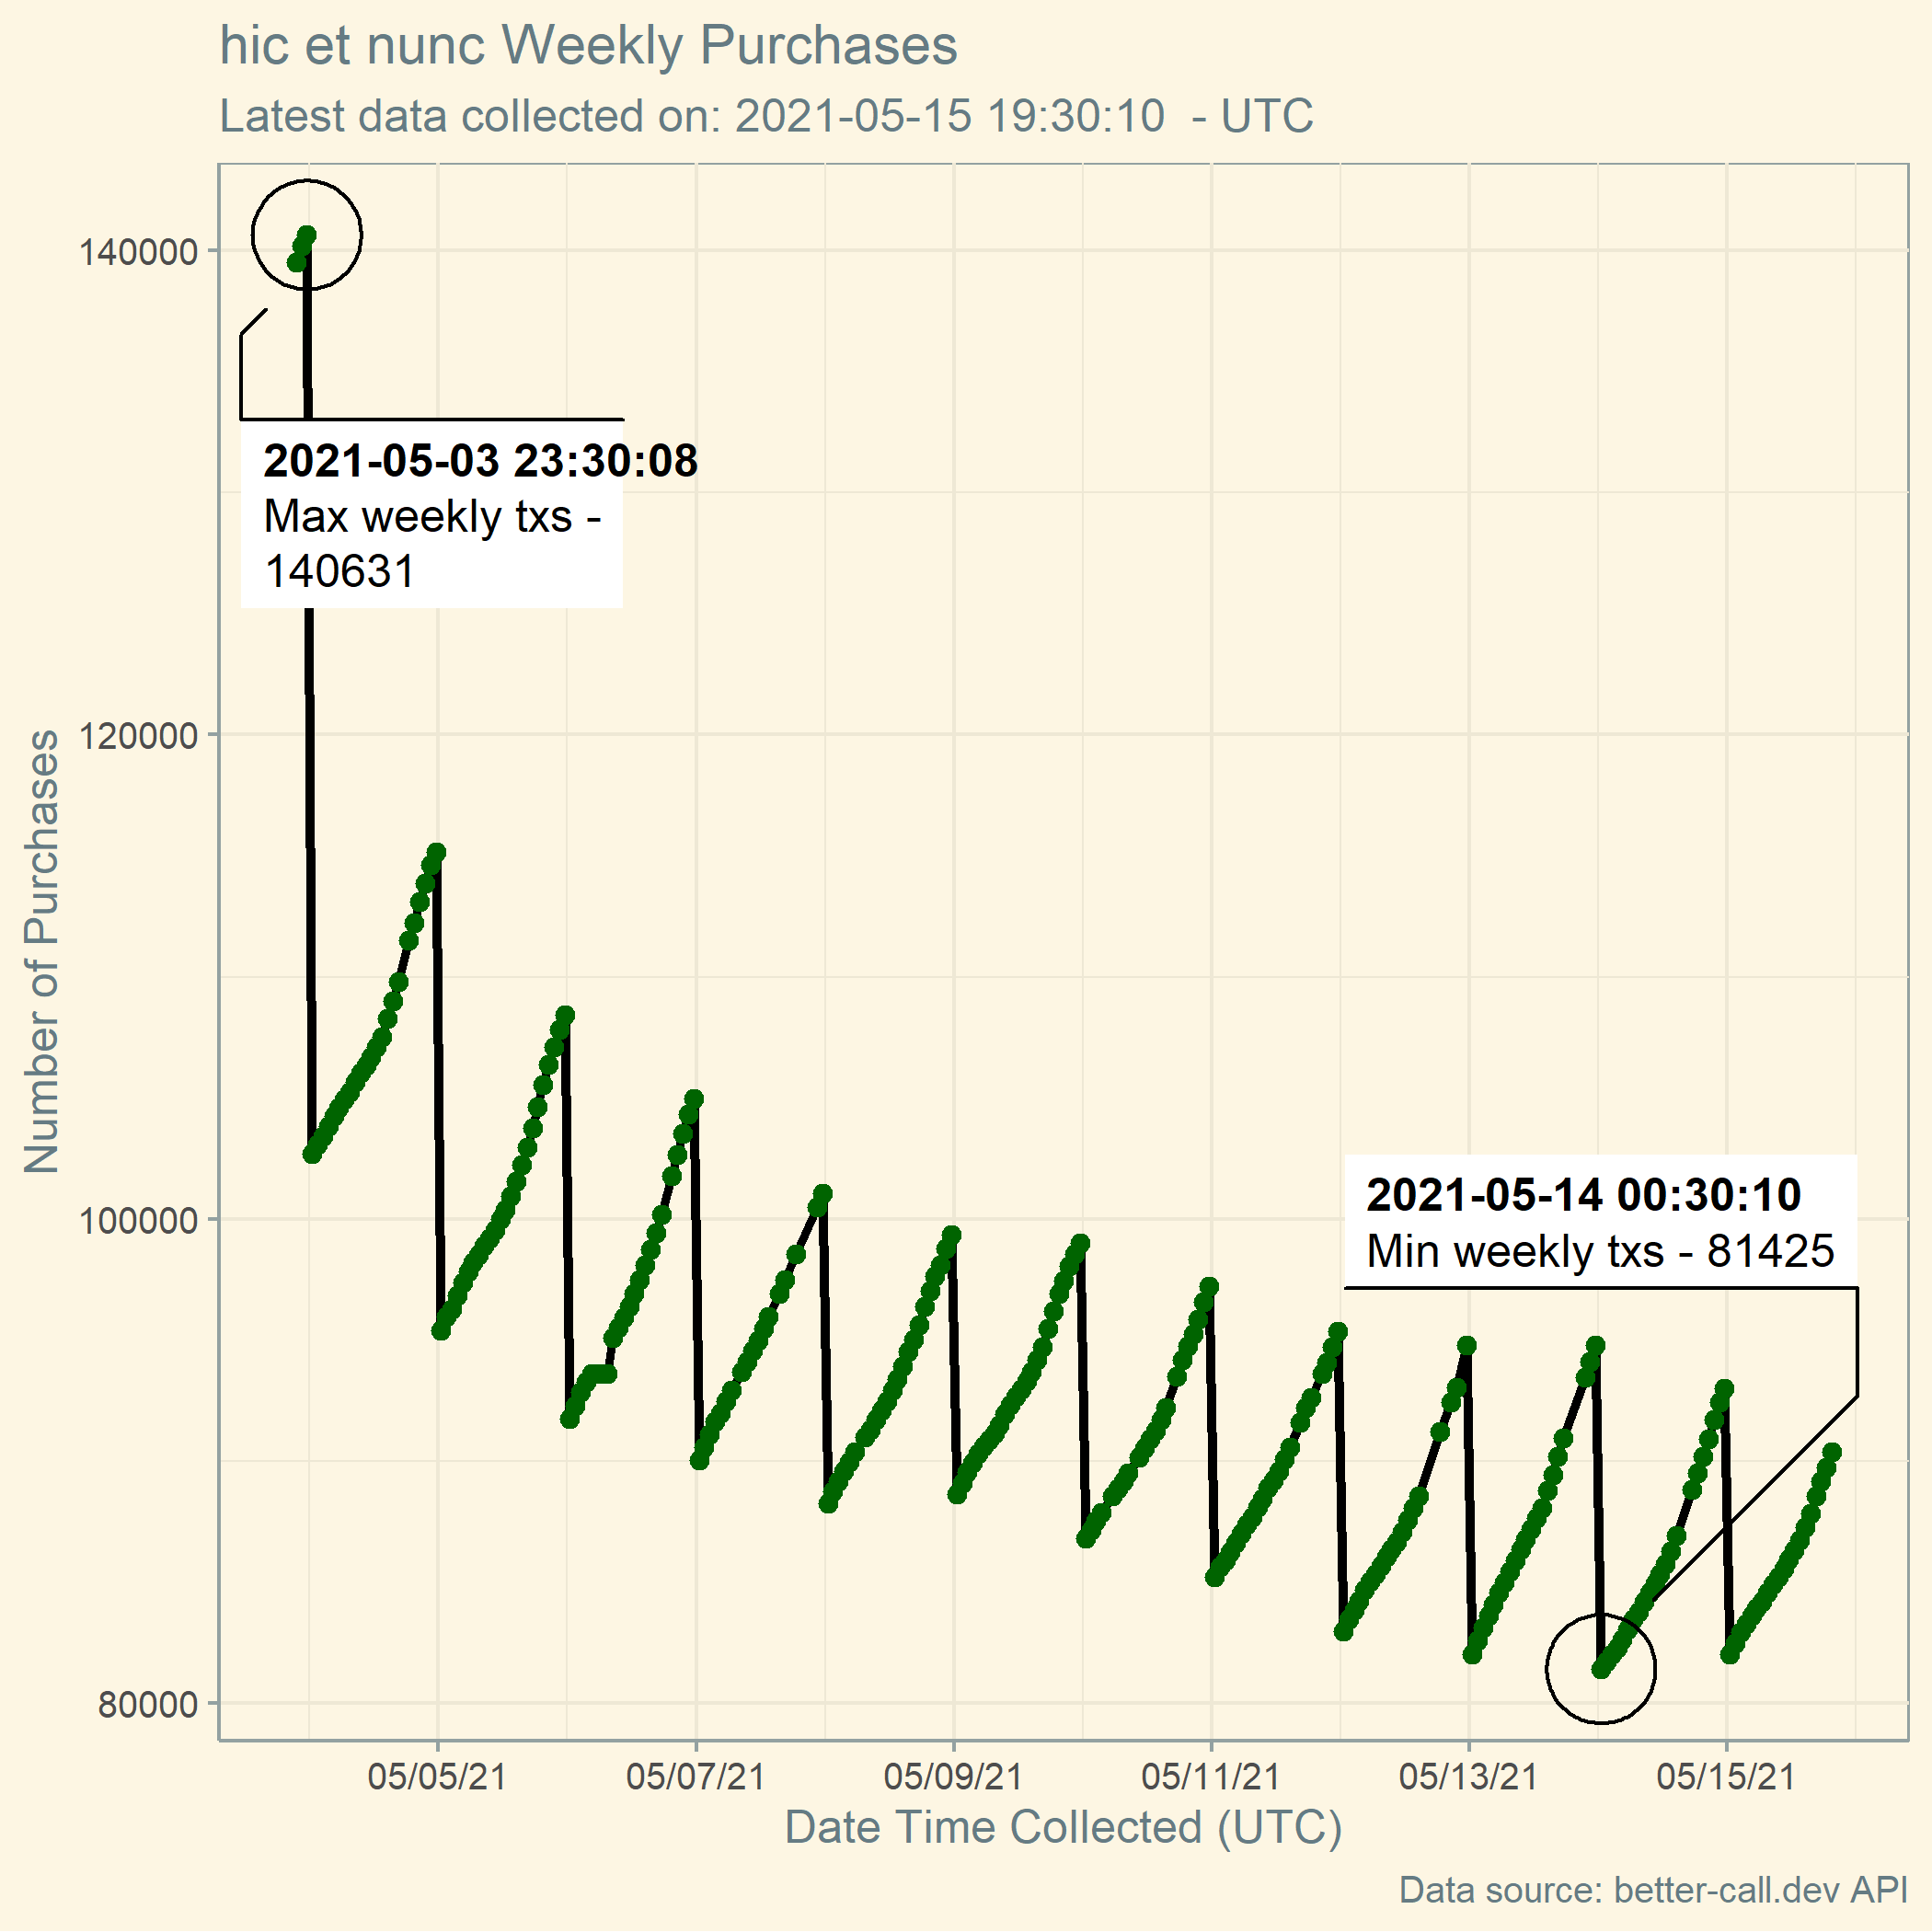 hic et nunc Weekly Purchases
Latest data collected on: 2021-05-15 19:30:10  - UTC
140000
120000
100000
80000
Number of Purchases
2021-05-03 23:30:08
Max weekly txs -
140631
2021-05-14 00:30:10
Min weekly txs - 81425
05/05/21
05/07/21
05/09/21
05/11/21
05/13/21
05/15/21
Date Time Collected (UTC)
Data source: better-call.dev API